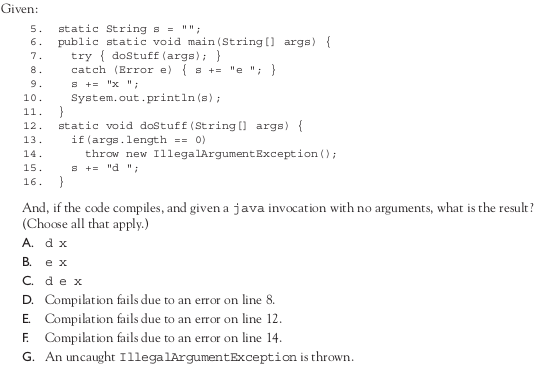 Given:
5. static String s = "";
6. public static void main(String[] args) {
7. try { doStuff(args); }
8. catch (Error e) { s += "e "; }
9. s += "x ";
10. System.out.println(s);
11. }
12. static void doStuff(String[] args) {
13. if(args.length == 0)
14. throw new IllegalArgumentException();
15. s += "d ";
16. }
And, if the code compiles, and given a java invocation with no arguments, what is the result?
(Choose all that apply.)
A. d x
B. e x
C. d e x
D. Compilation fails due to an error on line 8.
E. Compilation fails due to an error on line 12.
F. Compilation fails due to an error on line 14.
G. An uncaught IllegalArgumentException is thrown.